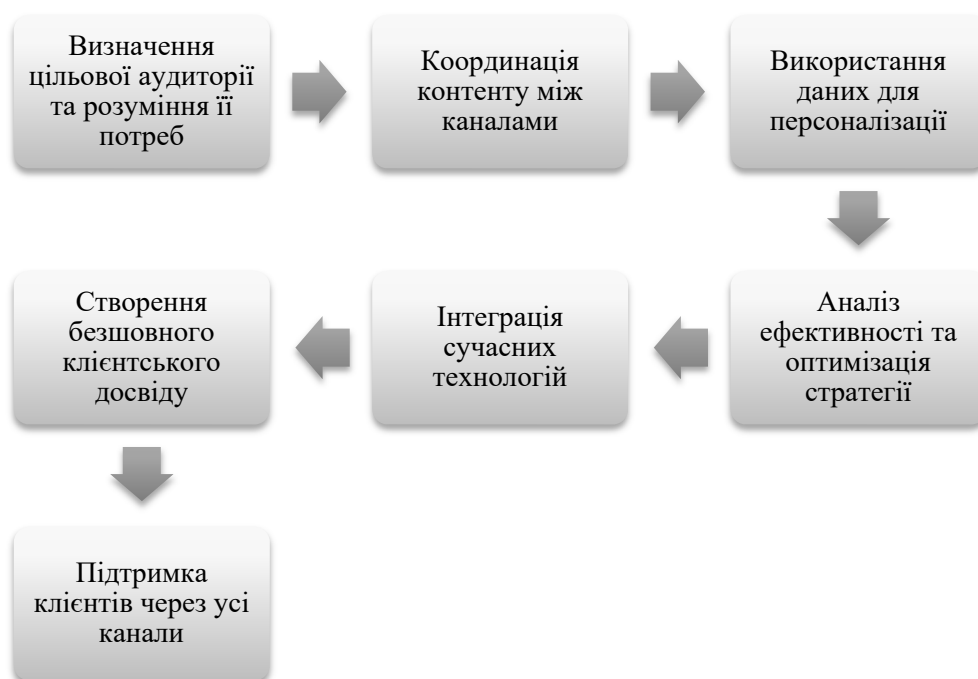 Визначення
цільової аудиторії
та розуміння її
потреб
Координація
контенту між
каналами
Використання
даних для
персоналізації
Аналіз
ефективності та
оптимізація
стратегії
Інтеграція
сучасних
технологій
Створення
безшовного
клієнтського
досвіду
Підтримка
клієнтів через усі
канали